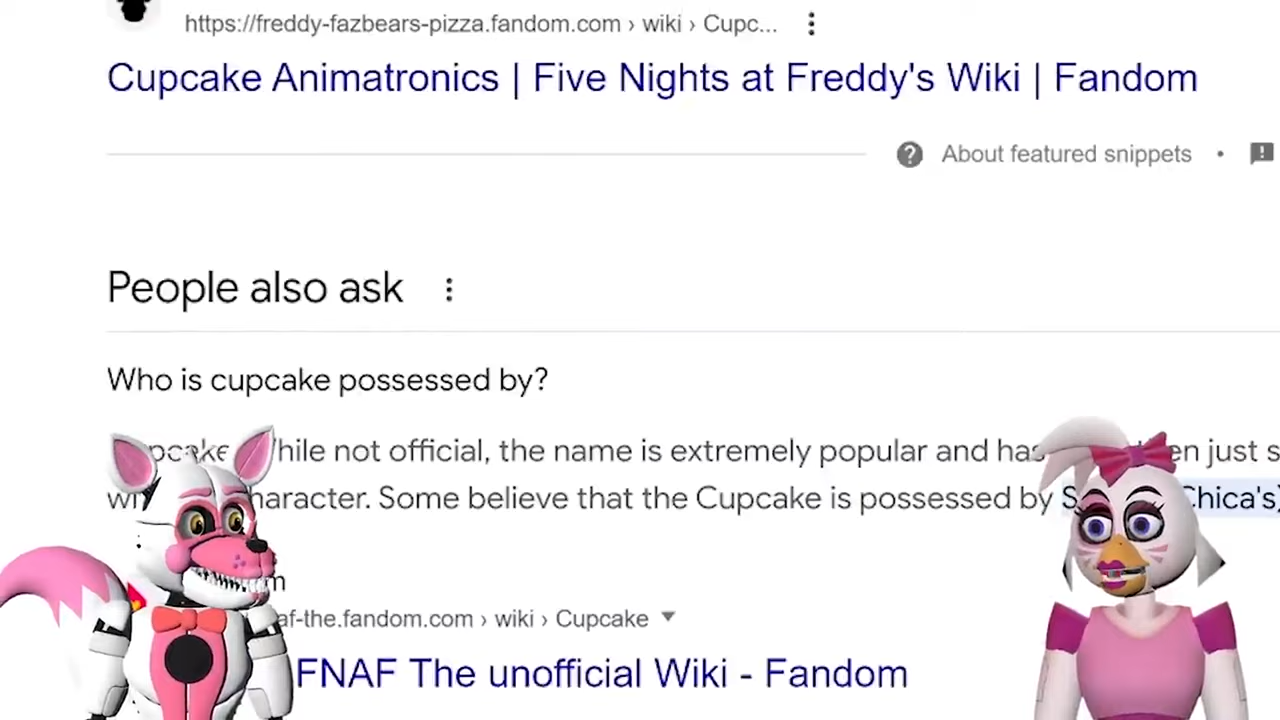 https://freddy-fazbears-pizza.fandom.com › wiki › Cupc...
Cupcake Animatronics | Five Nights at Freddy's Wiki | Fandom
About featured snippets •
People also ask
Who is cupcake possessed by?
not official, the name is extremely popular and has just
Some believe that the Cupcake is possessed by Chica's)
af-the.fandom.com › wiki › Cupcake
FNAF The unofficial Wiki - Fandom